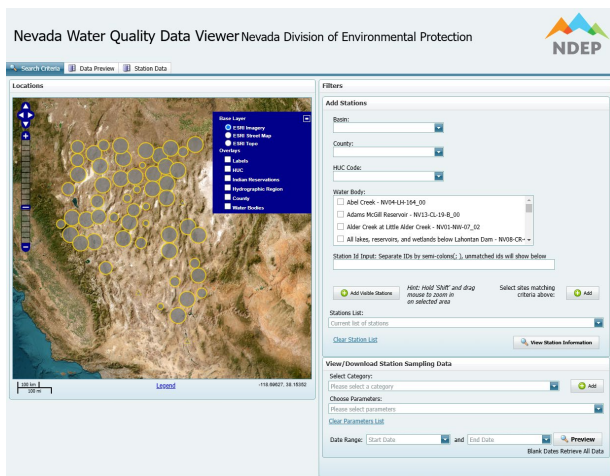 Nevada Water Quality Data Viewer Nevada Division of Environmental Protection
NDEP
Search Criteria
Data Preview
Station Data
Locations
Base Layer
ESRI Imagery
ESRI Street Map
ESRI Topo
Overlays
Labels
HUC
Indian Reservations
Hydrographic Region
County
Water Bodies
100 km
100 mi
Legend
Filters
Add Stations
Basin:
County:
HUC Code:
Water Body:
Abel Creek - NV04-LH-164_00
Adams McGill Reservoir - NV13-CL-19-B_00
Alder Creek at Little Alder Creek - NV01-NW-07_02
All lakes, reservoirs, and wetlands below Lahontan Dam - NV08-CR-
Station Id Input: Separate IDs by semi-colons(; ), unmatched ids will show below
Add Visible Stations
Hint: Hold 'Shift' and drag
mouse to zoom in
on selected area
Select sites matching
criteria above:
Add
Stations List:
Current list of stations
Clear Station List
View Station Information
View/Download Station Sampling Data
Select Category:
Please select a category
Add
Choose Parameters:
Please select parameters
Clear Parameters List
Date Range: Start Date and End Date
Preview
Blank Dates Retrieve All Data